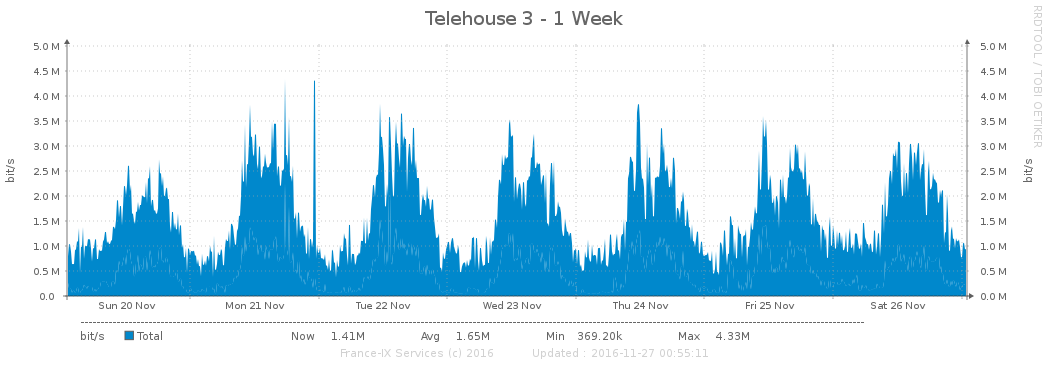 Telehouse 3 - 1 Week
RRDTOOL / TOBI OETIKER
5.0 M 5.0 M
4.5 M 4.5 M
4.0 M 4.0 M
3.5 M 3.5 M
3.0 M 3.0 M
2.5 M 2.5 M
2.0 M 2.0 M
1.5 M 1.5 M
1.0 M 1.0 M
0.5 M 0.5 M
0.0 0.0 M
bit/s bit/s
Sun 20 Nov Mon 21 Nov Tue 22 Nov Wed 23 Nov Thu 24 Nov Fri 25 Nov Sat 26 Nov
bit/s Total Now 1.41M Avg 1.65M Min 369.20k Max 4.33M
France-IX Services (c) 2016 Updated : 2016-11-27 00:55:11